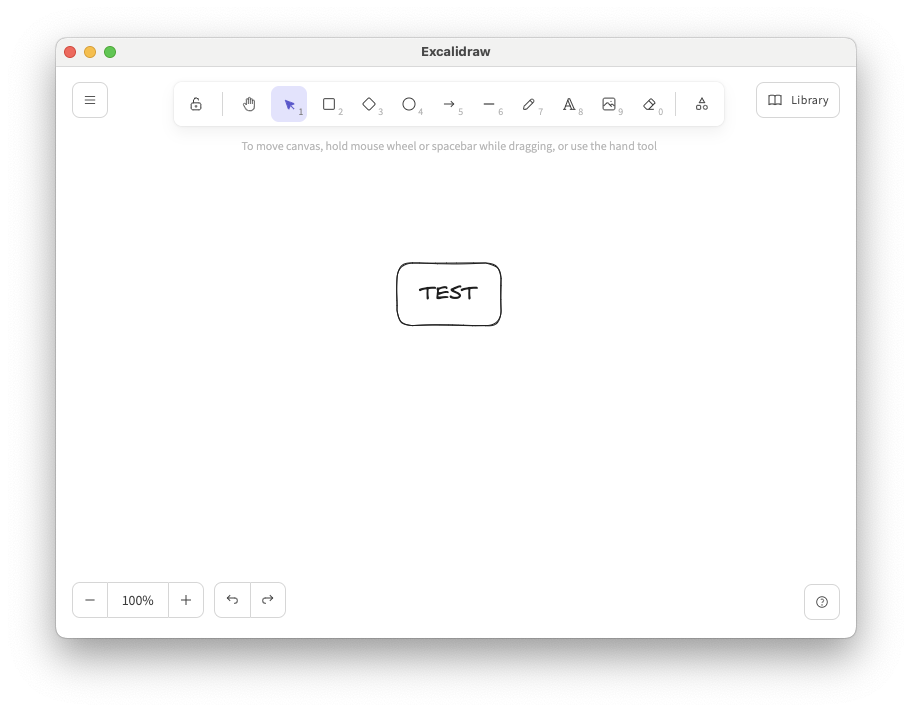 Excalidraw
1 2 3 4 5 6 7 8 9 0
Library
To move canvas, hold mouse wheel or spacebar while dragging, or use the hand tool
TEST
100%